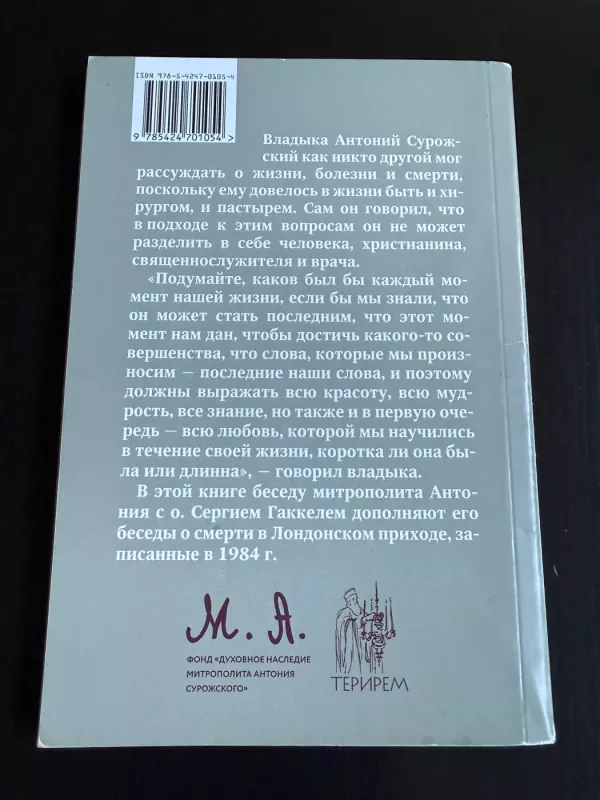 ISBN 978-5-4247-0105-4
9 785424 701054 >
Владыка Антоний Сурож-
ский как никто другой мог
рассуждать о жизни, болезни и смерти,
поскольку ему довелось в жизни быть и хи-
рургом, и пастырем. Сам он говорил, что
в подходе к этим вопросам он не может
разделить в себе человека, христианина,
священнослужителя и врача.
«Подумайте, каков был бы каждый мо-
мент нашей жизни, если бы мы знали, что
он может стать последним, что этот мо-
мент нам дан, чтобы достичь какого-то со-
вершенства, что слова, которые мы произ-
носим — последние наши слова, и поэтому
должны выражать всю красоту, всю муд-
рость, все знание, но также и в первую оче-
редь — всю любовь, которой мы научились
в течение своей жизни, коротка ли она бы-
ла или длинна», — говорил владыка.
В этой книге беседу митрополита Анто-
ния с о. Сергием Гаккелем дополняют его
беседы о смерти в Лондонском приходе, за-
писанные в 1984 г.
М. А.
ФОНД «ДУХОВНОЕ НАСЛЕДИЕ
МИТРОПОЛИТА АНТОНИЯ
СУРОЖСКОГО»
ТЕРИРЕМ